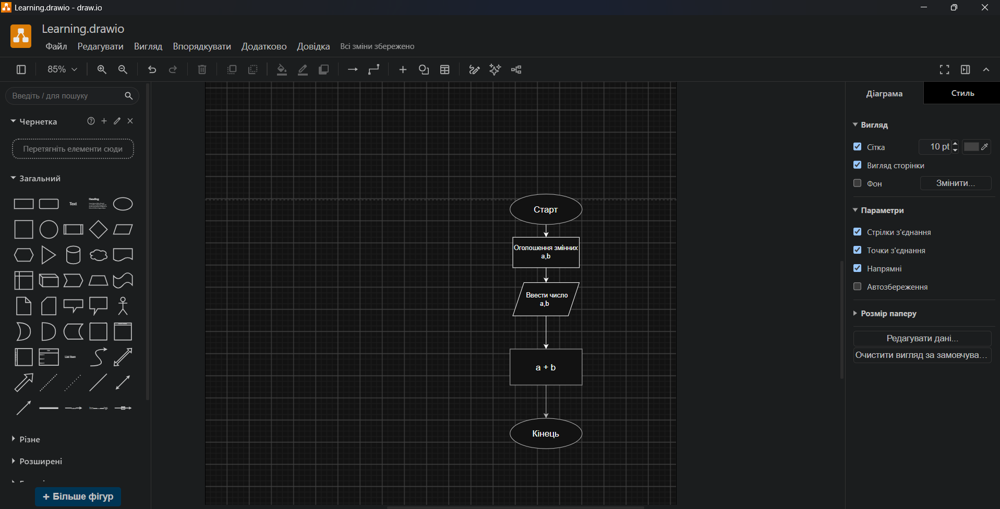 Learning.drawio - draw.io
Learning.drawio
Файл Редагувати Вигляд Впорядкувати Додатково Довідка Всі зміни збережено
85%
Введіть / для пошуку
Чернетка
Перетягніть елементи сюди
Загальний
Text
Heading
List Item
Різне
Розширені
+ Більше фігур
Старт
Оголошення змінних
a,b
Ввести число
a,b
a + b
Кінець
Діаграма
Стиль
Вигляд
Сітка
10 pt
Вигляд сторінки
Фон
Змінити...
Параметри
Стрілки з'єднання
Точки з'єднання
Напрямні
Автозбереження
Розмір паперу
Редагувати дані...
Очистити вигляд за замовчува...